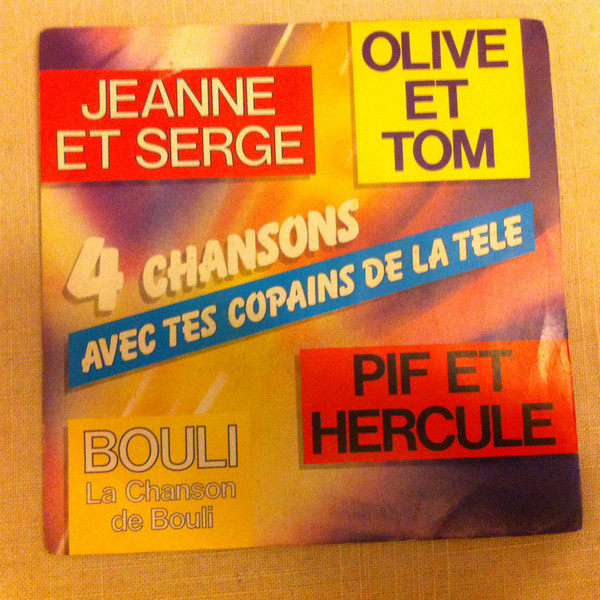 JEANNE
ET SERGE
OLIVE
ET
TOM
4 CHANSONS
AVEC TES COPAINS DE LA TELE
PIF ET
HERCULE
BOULI
La Chanson
de Bouli